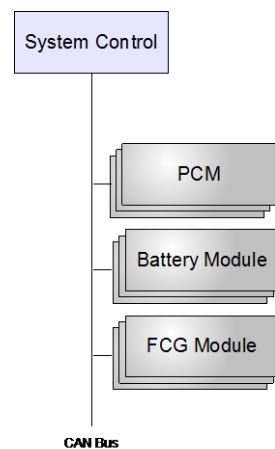 System Control
PCM
Battery Module
FCG Module
CAN Bus